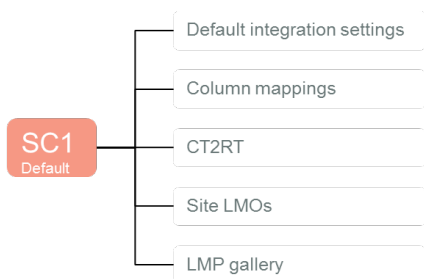 Default integration settings
Column mappings
SC1
Default
CT2RT
Site LMOs
LMP gallery